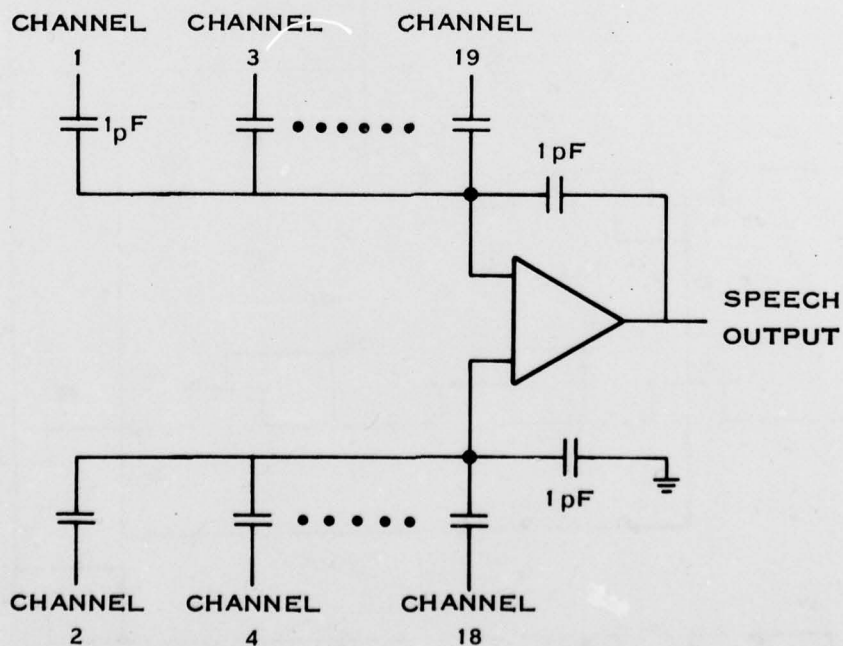 CHANNEL CHANNEL CHANNEL
1 3 19
1pF
1pF
SPEECH
OUTPUT
1pF
CHANNEL CHANNEL CHANNEL
2 4 18